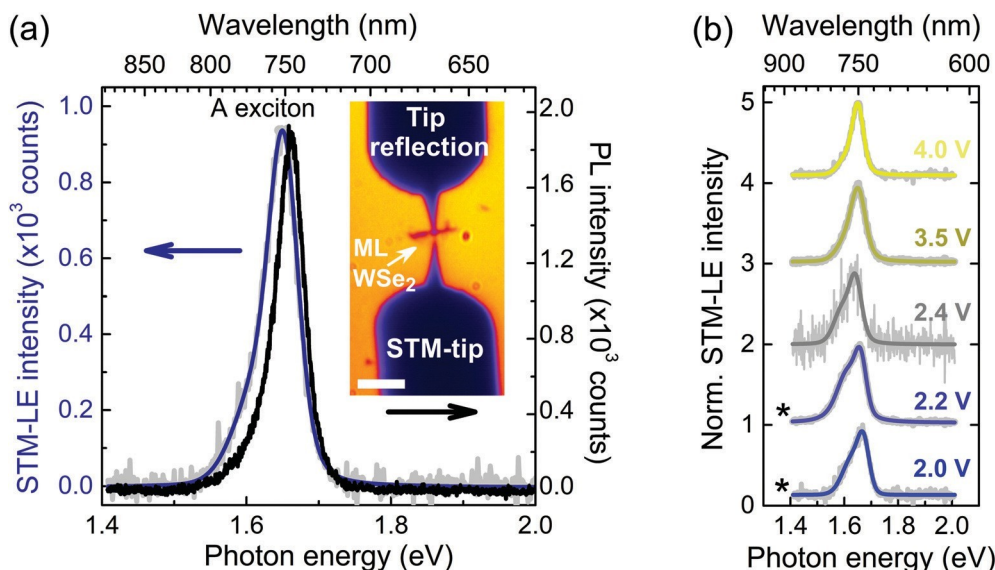 (a)
Wavelength (nm)
850 800 750 700 650
STM-LE intensity (x10³ counts)
1.0
0.8
0.6
0.4
0.2
0.0
A exciton
Tip
reflection
ML
WSe₂
STM-tip
2.0
1.6
1.2
0.8
0.4
0.0
PL intensity (x10³ counts)
1.4 1.6 1.8 2.0
Photon energy (eV)
(b)
Wavelength (nm)
900 750 600
Norm. STM-LE intensity
5
4
3
2
1
0
4.0 V
3.5 V
2.4 V
* 2.2 V
* 2.0 V
1.4 1.6 1.8 2.0
Photon energy (eV)